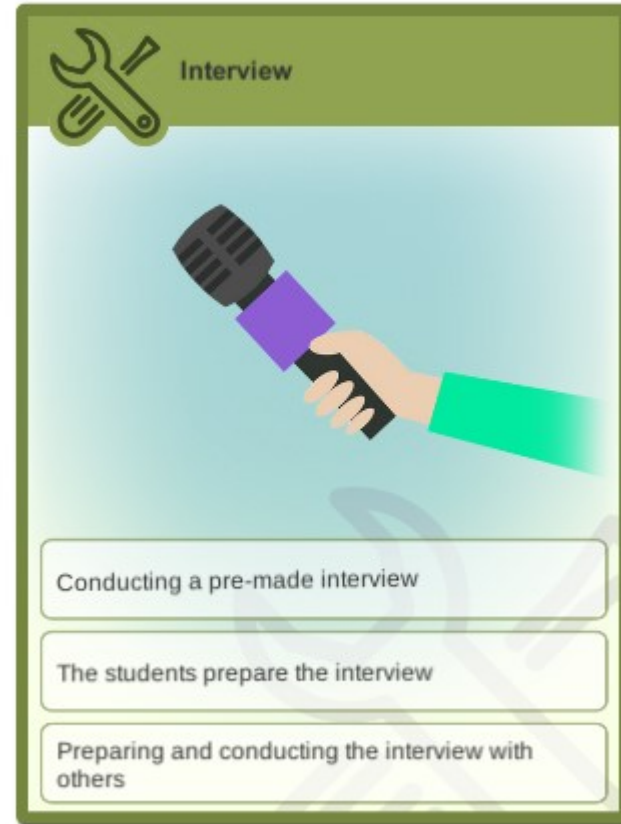 Interview
Conducting a pre-made interview
The students prepare the interview
Preparing and conducting the interview with
others